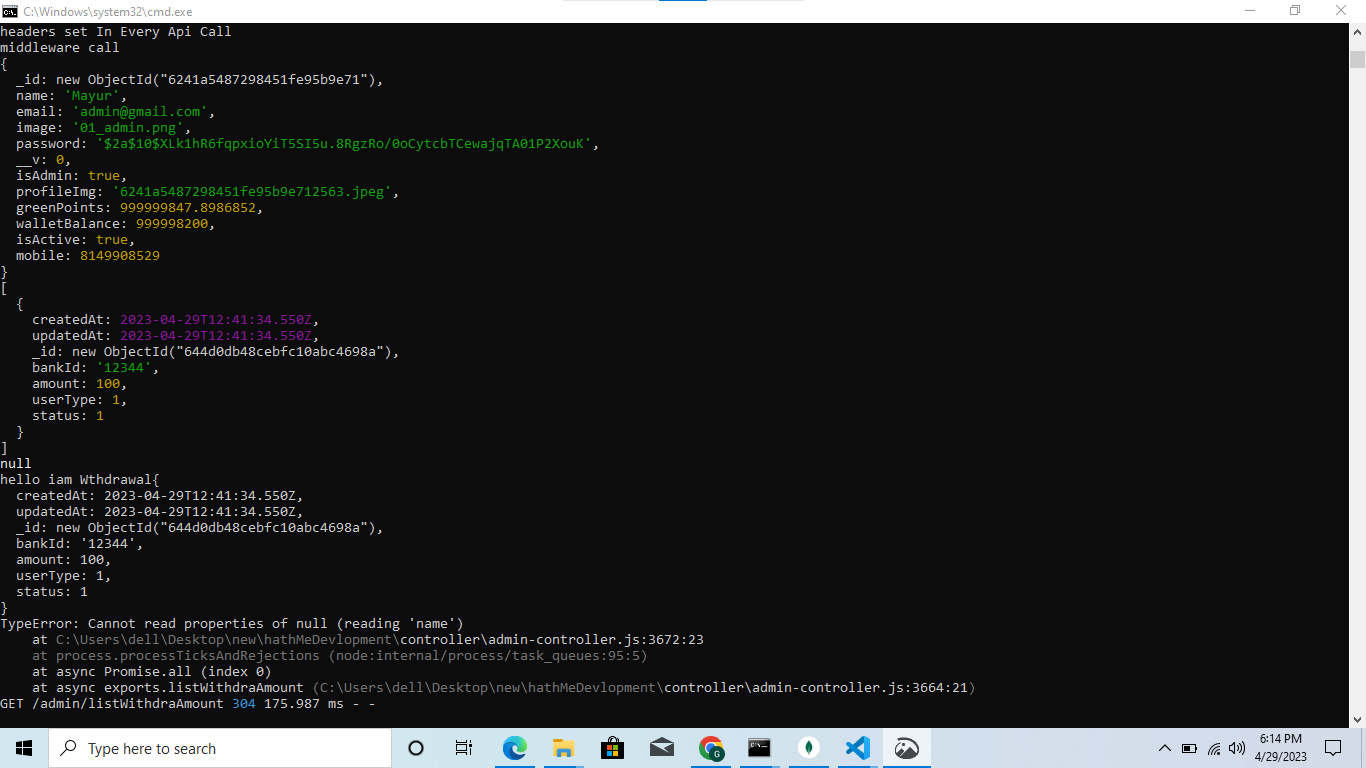 C:\Windows\system32\cmd.exe
headers set In Every Api Call
middleware call
{
  _id: new ObjectId("6241a5487298451fe95b9e71"),
  name: 'Mayur',
  email: 'admin@gmail.com',
  image: '01_admin.png',
  password: '$2a$10$XLk1hR6fqpxioYiT5SI5u.8RgzRo/0oCytcbTCewajqTA01P2XouK',
  __v: 0,
  isAdmin: true,
  profileImg: '6241a5487298451fe95b9e712563.jpeg',
  greenPoints: 999999847.8986852,
  walletBalance: 999998200,
  isActive: true,
  mobile: 8149908529
}
[
  {
    createdAt: 2023-04-29T12:41:34.550Z,
    updatedAt: 2023-04-29T12:41:34.550Z,
    _id: new ObjectId("644d0db48cebfc10abc4698a"),
    bankId: '12344',
    amount: 100,
    userType: 1,
    status: 1
  }
]
null
hello iam Wthdrawal{
  createdAt: 2023-04-29T12:41:34.550Z,
  updatedAt: 2023-04-29T12:41:34.550Z,
  _id: new ObjectId("644d0db48cebfc10abc4698a"),
  bankId: '12344',
  amount: 100,
  userType: 1,
  status: 1
}
TypeError: Cannot read properties of null (reading 'name')
    at C:\Users\dell\Desktop\new\hathMeDevlopment\controller\admin-controller.js:3672:23
    at process.processTicksAndRejections (node:internal/process/task_queues:95:5)
    at async Promise.all (index 0)
    at async exports.listWithdraAmount (C:\Users\dell\Desktop\new\hathMeDevlopment\controller\admin-controller.js:3664:21)
GET /admin/listWithdraAmount 304 175.987 ms - -
Type here to search
6:14 PM
4/29/2023